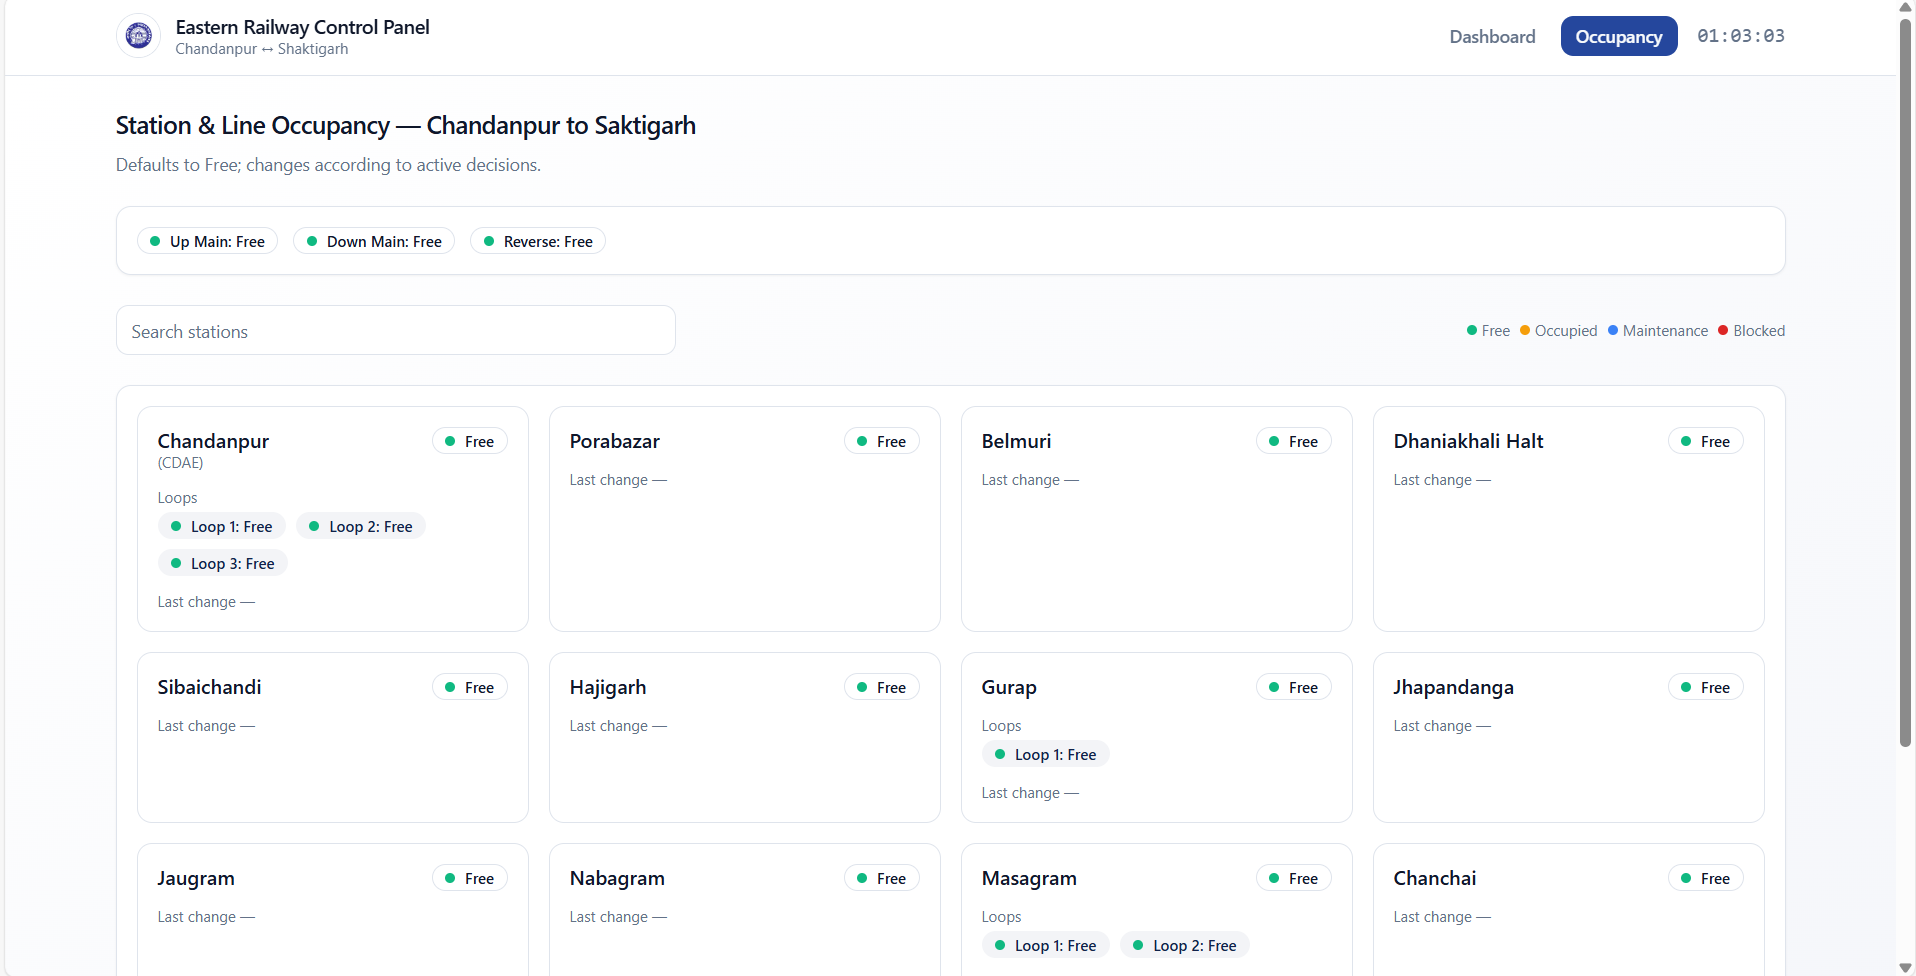 Eastern Railway Control Panel
Chandanpur ↔ Shaktigarh
Dashboard
Occupancy
01:03:03
Station & Line Occupancy — Chandanpur to Saktigarh
Defaults to Free; changes according to active decisions.
Up Main: Free
Down Main: Free
Reverse: Free
Search stations
Free
Occupied
Maintenance
Blocked
Chandanpur
Free
(CDAE)
Loops
Loop 1: Free
Loop 2: Free
Loop 3: Free
Last change —
Porabazar
Free
Last change —
Belmuri
Free
Last change —
Dhaniakhali Halt
Free
Last change —
Sibaichandi
Free
Last change —
Hajigarh
Free
Last change —
Gurap
Free
Loops
Loop 1: Free
Last change —
Jhapandanga
Free
Last change —
Jaugram
Free
Last change —
Nabagram
Free
Last change —
Masagram
Free
Loops
Loop 1: Free
Loop 2: Free
Chanchai
Free
Last change —